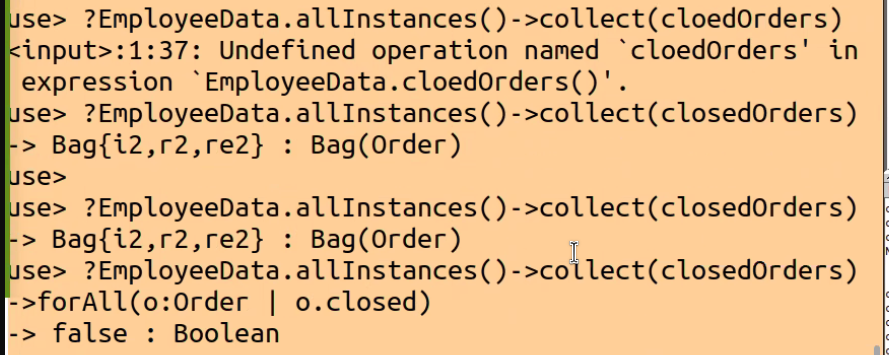 use> ?EmployeeData.allInstances()->collect(cloedOrders)
<input>:1:37: Undefined operation named `cloedOrders' in
expression `EmployeeData.cloedOrders()'.
use> ?EmployeeData.allInstances()->collect(closedOrders)
-> Bag{i2,r2,re2} : Bag(Order)
use>
use> ?EmployeeData.allInstances()->collect(closedOrders)
-> Bag{i2,r2,re2} : Bag(Order)
use> ?EmployeeData.allInstances()->collect(closedOrders)
->forAll(o:Order | o.closed)
-> false : Boolean